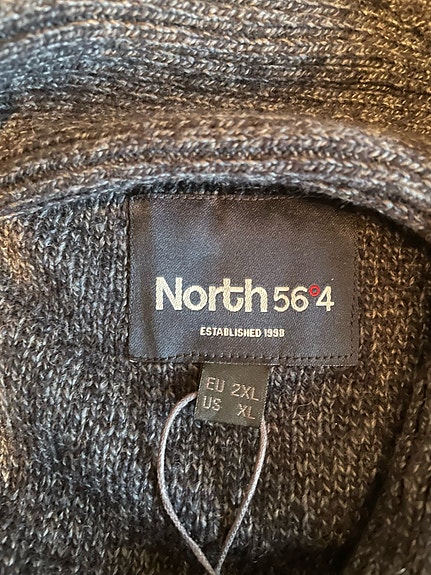 North 56°4
ESTABLISHED 1998
EU 2XL
US XL